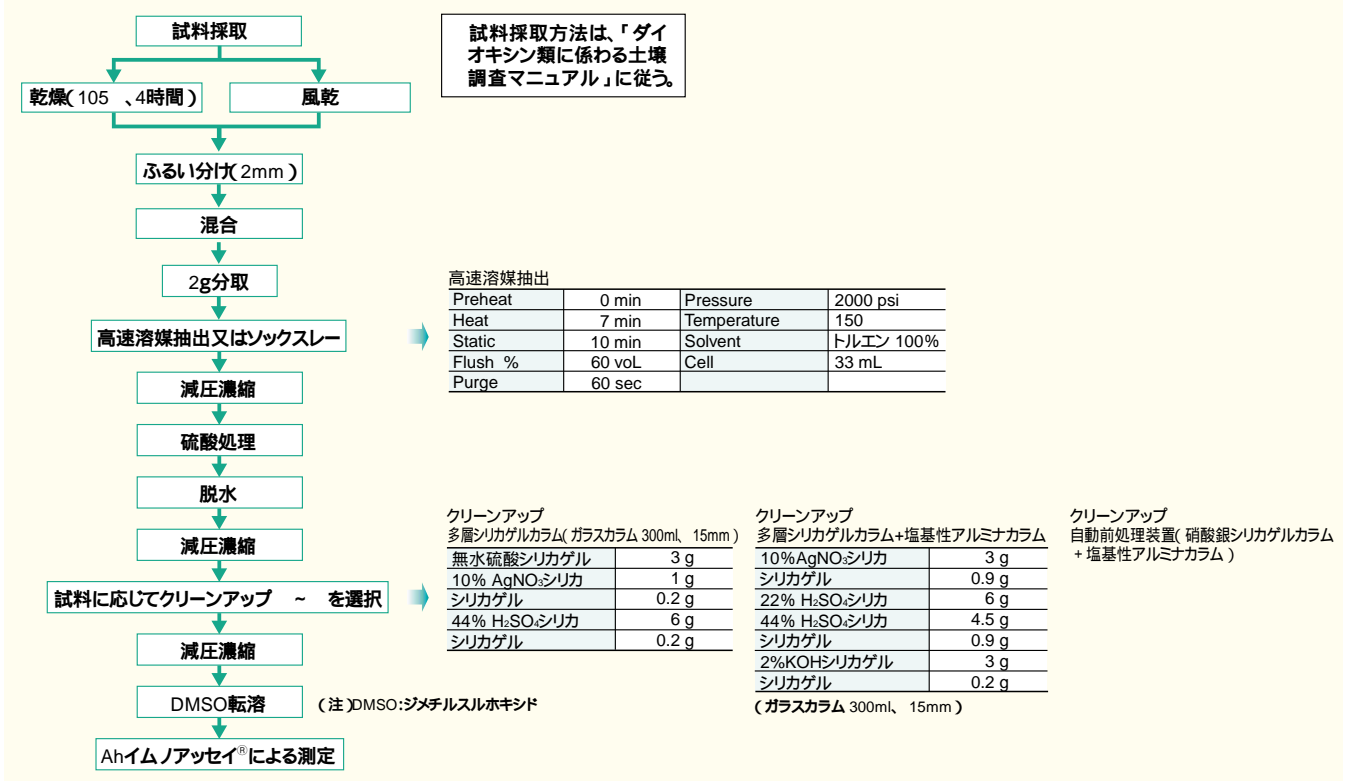 試料採取
試料採取方法は、「ダイ
オキシン類に係わる土壌
調査マニュアル」に従う。
乾燥(105 、4時間)
風乾
ふるい分け(2mm)
混合
2g分取
高速溶媒抽出又はソックスレー
高速溶媒抽出
Preheat 0 min Pressure 2000 psi
Heat 7 min Temperature 150
Static 10 min Solvent トルエン 100%
Flush % 60 voL Cell 33 mL
Purge 60 sec
減圧濃縮
硫酸処理
脱水
減圧濃縮
試料に応じてクリーンアップ ~ を選択
クリーンアップ
多層シリカゲルカラム(ガラスカラム 300ml、 15mm)
無水硫酸シリカゲル 3 g
10% AgNO₃シリカ 1 g
シリカゲル 0.2 g
44% H₂SO₄シリカ 6 g
シリカゲル 0.2 g
クリーンアップ
多層シリカゲルカラム+塩基性アルミナカラム
10%AgNO₃シリカ 3 g
シリカゲル 0.9 g
22% H₂SO₄シリカ 6 g
44% H₂SO₄シリカ 4.5 g
シリカゲル 0.9 g
2%KOHシリカゲル 3 g
シリカゲル 0.2 g
(ガラスカラム 300ml、 15mm)
クリーンアップ
自動前処理装置(硝酸銀シリカゲルカラム
+塩基性アルミナカラム)
減圧濃縮
DMSO転溶
(注)DMSO:ジメチルスルホキシド
Ahイムノアッセイ®による測定